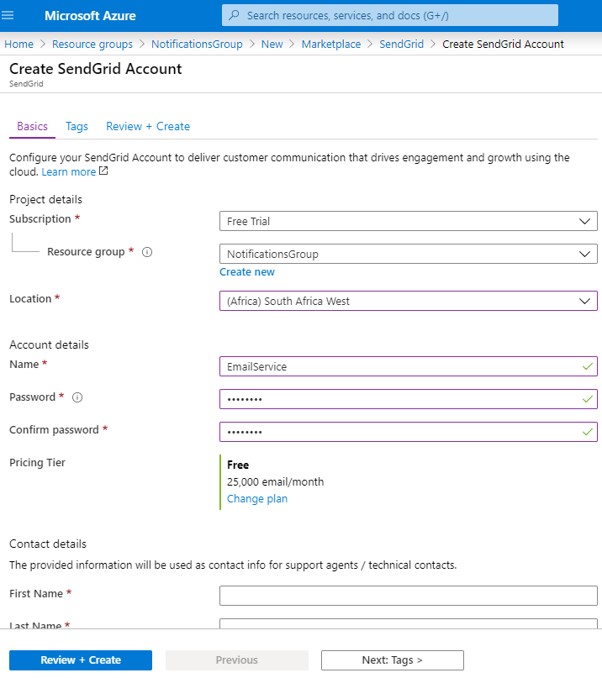 Microsoft Azure
Search resources, services, and docs (G+/)
Home > Resource groups > NotificationsGroup > New > Marketplace > SendGrid > Create SendGrid Account
Create SendGrid Account
SendGrid
Basics Tags Review + Create
Configure your SendGrid Account to deliver customer communication that drives engagement and growth using the
cloud. Learn more
Project details
Subscription *
Free Trial
Resource group *
NotificationsGroup
Create new
Location *
(Africa) South Africa West
Account details
Name *
EmailService
Password *
••••••••
Confirm password *
••••••••
Pricing Tier
Free
25,000 email/month
Change plan
Contact details
The provided information will be used as contact info for support agents / technical contacts.
First Name *
Last Name *
Review + Create
Previous
Next: Tags >